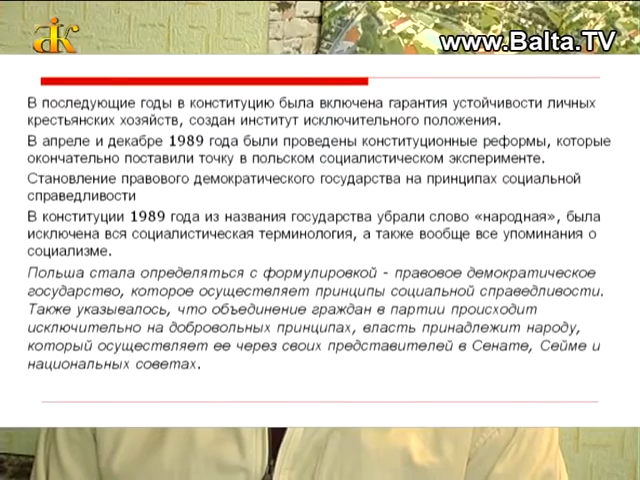 аік
www.Balta.TV
В последующие годы в конституцию была включена гарантия устойчивости личных
крестьянских хозяйств, создан институт исключительного положения.
В апреле и декабре 1989 года были проведены конституционные реформы, которые
окончательно поставили точку в польском социалистическом эксперименте.
Становление правового демократического государства на принципах социальной
справедливости
В конституции 1989 года из названия государства убрали слово «народная», была
исключена вся социалистическая терминология, а также вообще все упоминания о
социализме.
Польша стала определяться с формулировкой - правовое демократическое
государство, которое осуществляет принципы социальной справедливости.
Также указывалось, что объединение граждан в партии происходит
исключительно на добровольных принципах, власть принадлежит народу,
который осуществляет ее через своих представителей в Сенате, Сейме и
национальных советах.